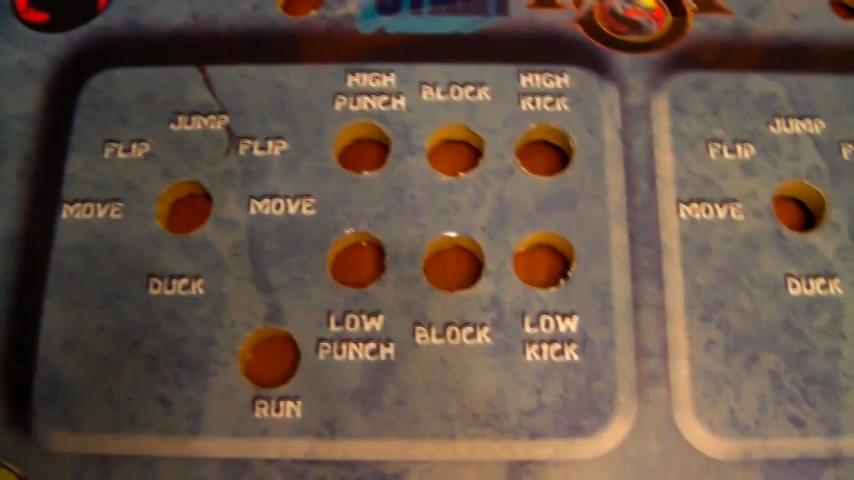 START
HIGH PUNCH
BLOCK
HIGH KICK
JUMP
FLIP
FLIP
MOVE
MOVE
DUCK
LOW PUNCH
BLOCK
LOW KICK
RUN
JUMP
FLIP
MOVE
DUCK